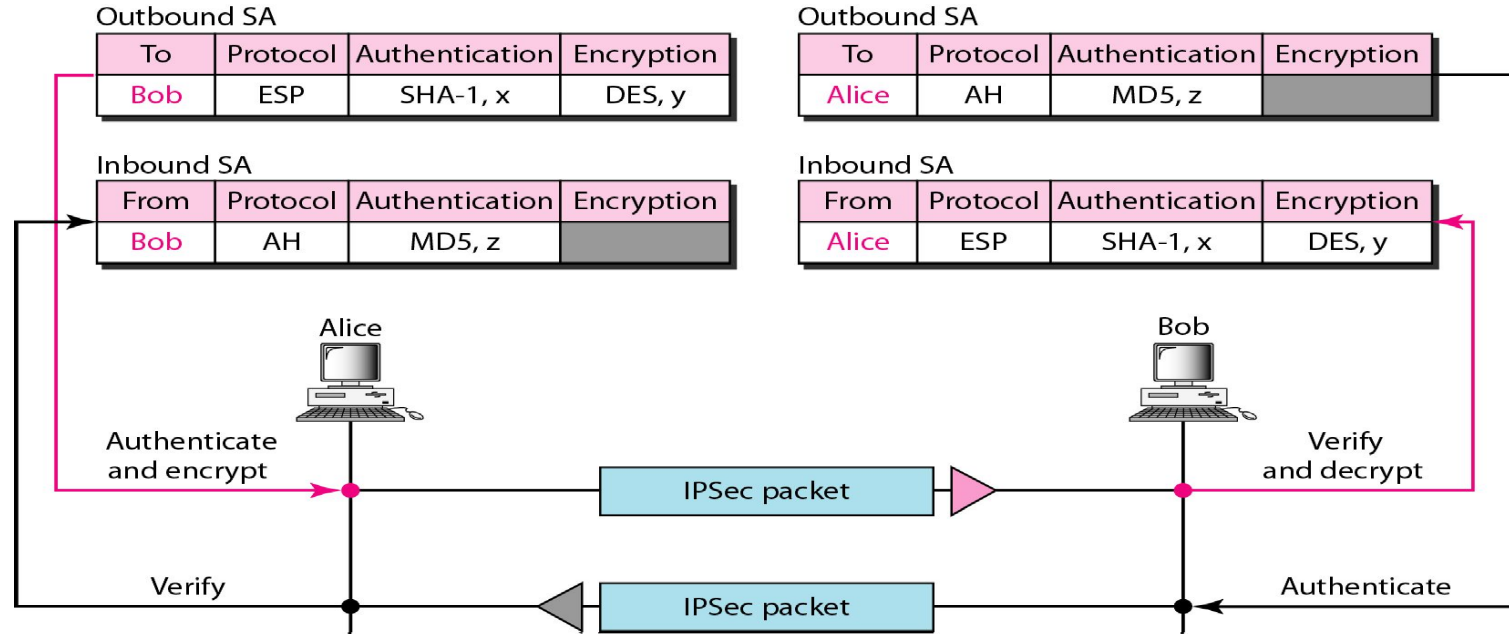 Outbound SA
To Protocol Authentication Encryption
Bob ESP SHA-1, x DES, y
Inbound SA
From Protocol Authentication Encryption
Bob AH MD5, z
Outbound SA
To Protocol Authentication Encryption
Alice AH MD5, z
Inbound SA
From Protocol Authentication Encryption
Alice ESP SHA-1, x DES, y
Alice
Bob
Authenticate
and encrypt
IPSec packet
Verify
and decrypt
Verify
IPSec packet
Authenticate